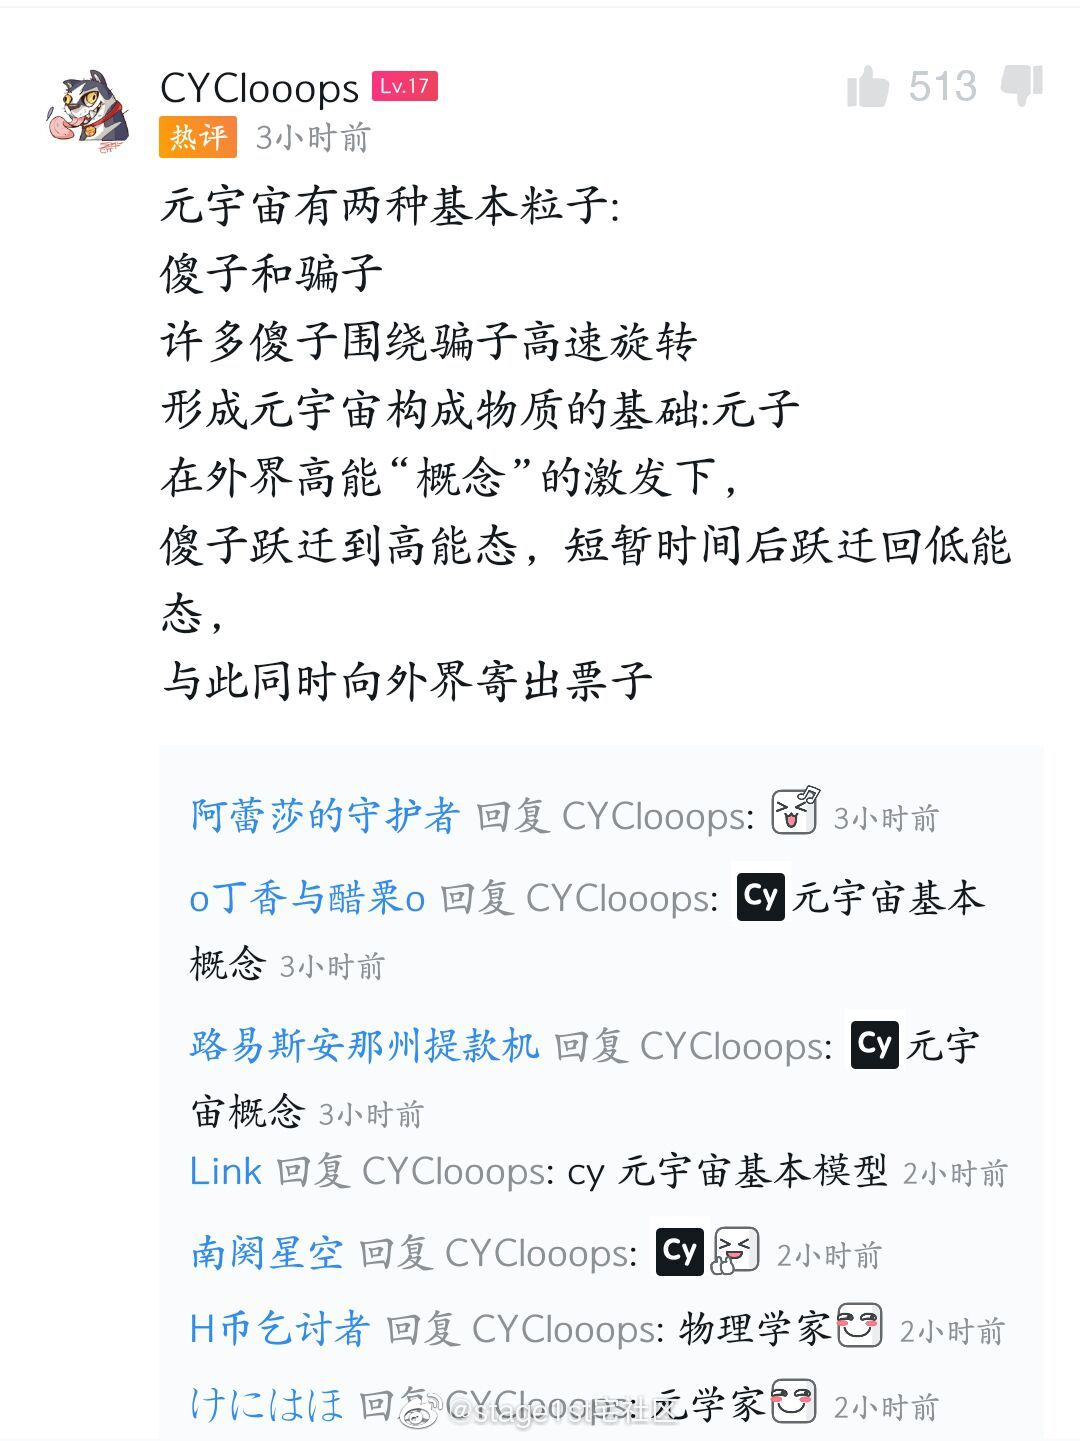 CYClooops Lv.17 513
热评 3小时前
元宇宙有两种基本粒子:
傻子和骗子
许多傻子围绕骗子高速旋转
形成元宇宙构成物质的基础:元子
在外界高能“概念”的激发下，
傻子跃迁到高能态，短暂时间后跃迁回低能
态，
与此同时向外界寄出票子
阿蕾莎的守护者 回复 CYClooops: 3小时前
o丁香与醋栗o 回复 CYClooops: Cy元宇宙基本
概念 3小时前
路易斯安那州提款机 回复 CYClooops: Cy元宇
宙概念 3小时前
Link 回复 CYClooops: cy 元宇宙基本模型 2小时前
南阕星空 回复 CYClooops: Cy 2小时前
H币乞讨者 回复 CYClooops: 物理学家 2小时前
けにはほ 回复 CYClooops: 元学家 2小时前
@stage1st宅社区